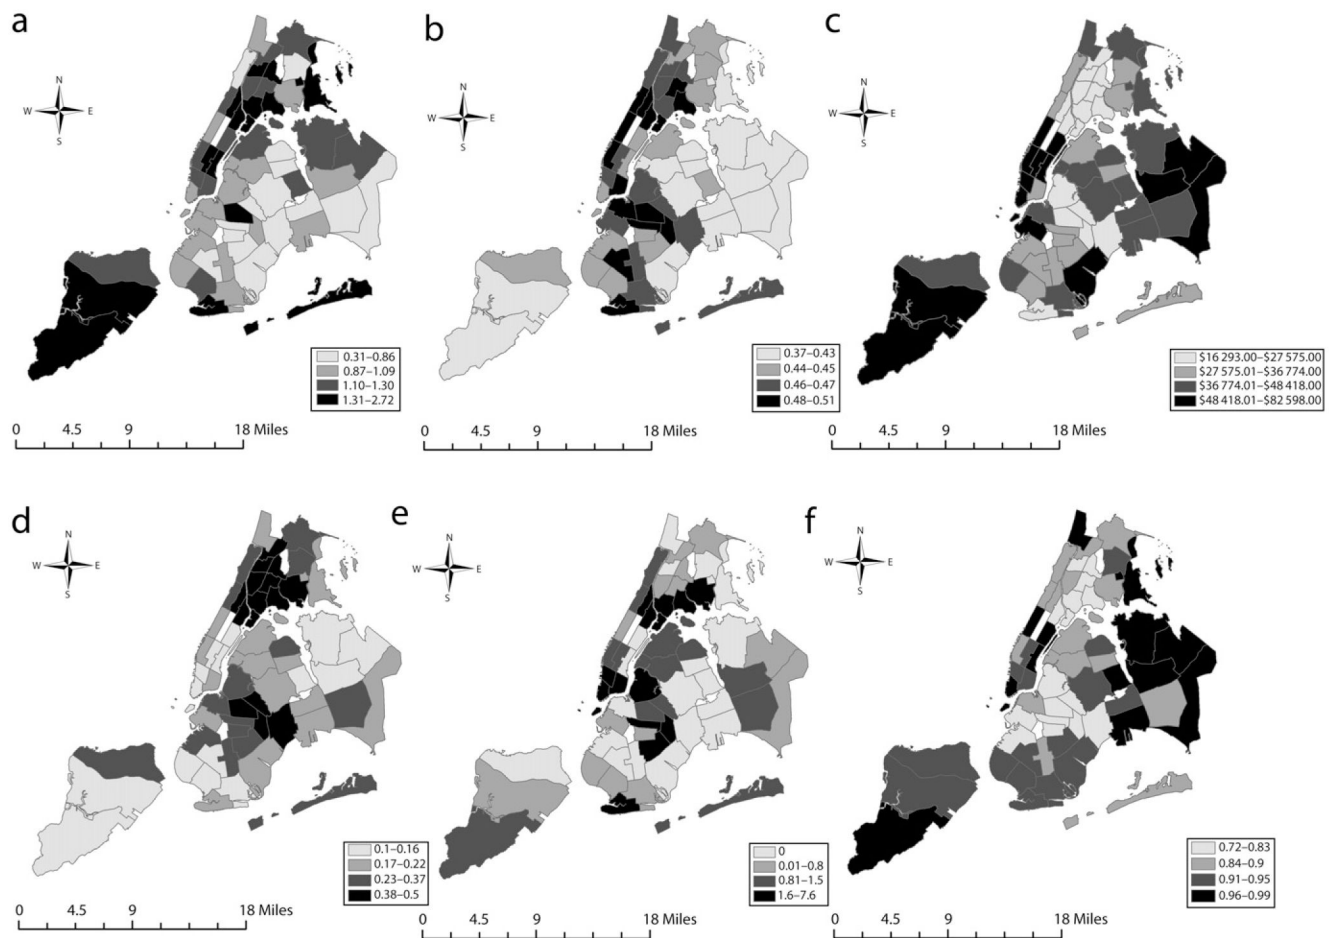 a
b
c
N
W E
S
N
W E
S
N
W E
S
0.31–0.86
0.87–1.09
1.10–1.30
1.31–2.72
0.37–0.43
0.44–0.45
0.46–0.47
0.48–0.51
$16 293.00–$27 575.00
$27 575.01–$36 774.00
$36 774.01–$48 418.00
$48 418.01–$82 598.00
0 4.5 9 18 Miles
0 4.5 9 18 Miles
0 4.5 9 18 Miles
d
e
f
N
W E
S
N
W E
S
N
W E
S
0.1–0.16
0.17–0.22
0.23–0.37
0.38–0.5
0
0.01–0.8
0.81–1.5
1.6–7.6
0.72–0.83
0.84–0.9
0.91–0.95
0.96–0.99
0 4.5 9 18 Miles
0 4.5 9 18 Miles
0 4.5 9 18 Miles